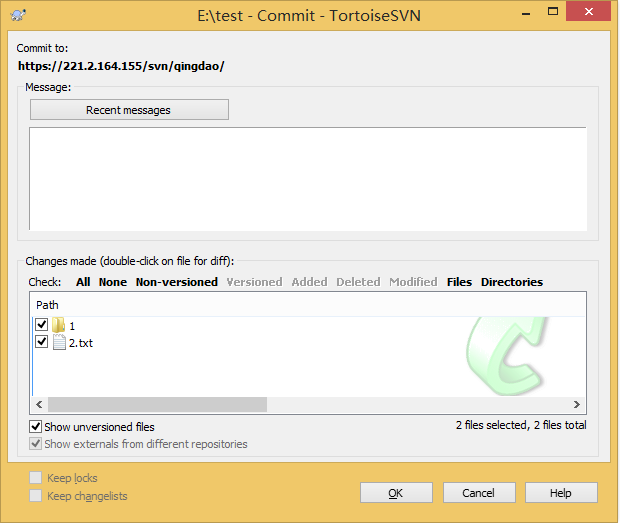 E:\test - Commit - TortoiseSVN
Commit to:
https://221.2.164.155/svn/qingdao/
Message:
Recent messages
Changes made (double-click on file for diff):
Check: All None Non-versioned Versioned Added Deleted Modified Files Directories
Path
1
2.txt
Show unversioned files
2 files selected, 2 files total
Show externals from different repositories
Keep locks
Keep changelists
OK Cancel Help